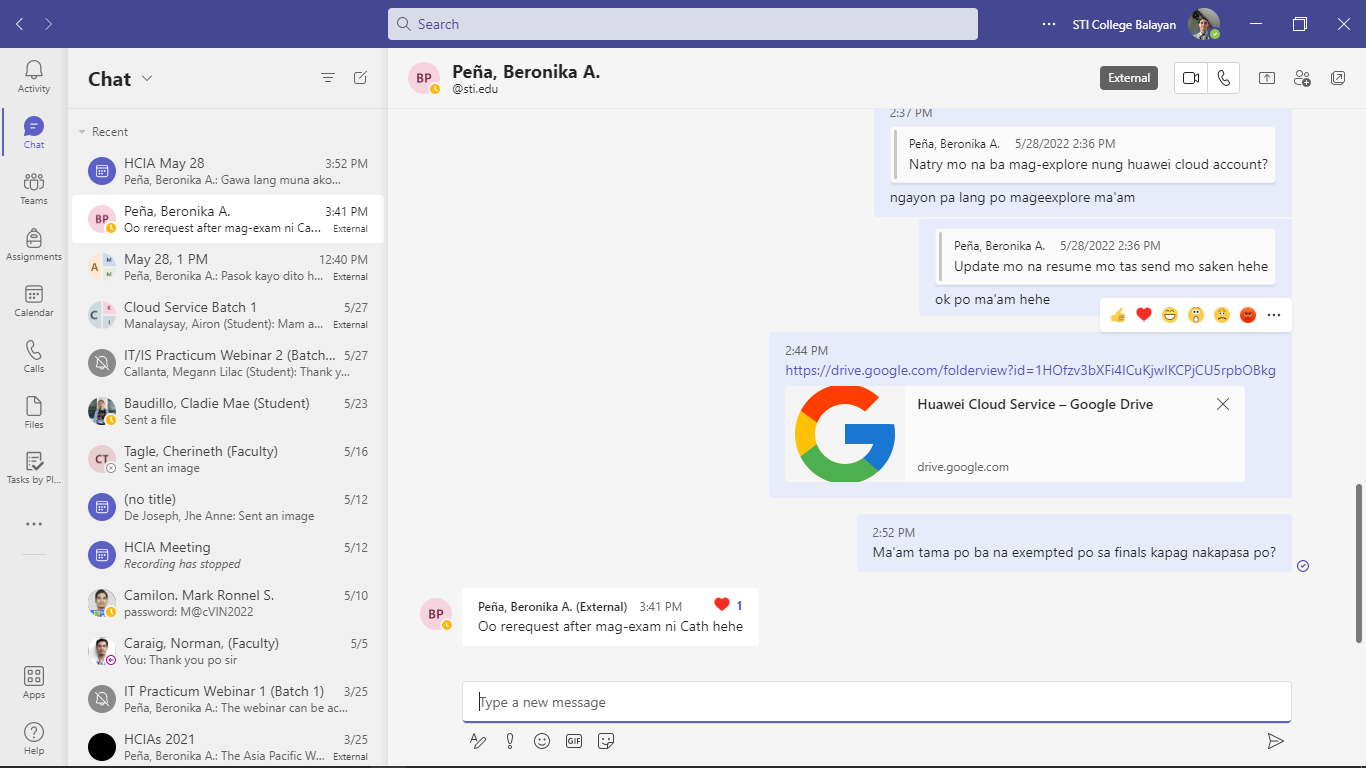 Search
STI College Balayan
Activity
Chat
Teams
Assignments
Calendar
Calls
Files
Tasks by Pl...
Apps
Help
Chat
Recent
HCIA May 28
3:52 PM
Peña, Beronika A.: Gawa lang muna ako...
BP
Peña, Beronika A.
3:41 PM
Oo rerequest after mag-exam ni Ca...
External
A
M
M
May 28, 1 PM
12:40 PM
Peña, Beronika A.: Pasok kayo dito h...
External
C
K
I
Cloud Service Batch 1
5/27
Manalaysay, Airon (Student): Mam a...
External
IT/IS Practicum Webinar 2 (Batch...
5/27
Callanta, Megann Lilac (Student): Thank y...
Baudillo, Cladie Mae (Student)
5/23
Sent a file
CT
Tagle, Cherineth (Faculty)
5/16
Sent an image
(no title)
5/12
De Joseph, Jhe Anne: Sent an image
HCIA Meeting
5/12
Recording has stopped
Camilon. Mark Ronnel S.
5/10
password: M@cVIN2022
Caraig, Norman, (Faculty)
5/5
You: Thank you po sir
IT Practicum Webinar 1 (Batch 1)
3/25
Peña, Beronika A.: The webinar can be ac...
HCIAs 2021
3/25
Peña, Beronika A.: The Asia Pacific W...
External
BP
Peña, Beronika A.
@sti.edu
External
2:37 PM
Peña, Beronika A. 5/28/2022 2:36 PM
Natry mo na ba mag-explore nung huawei cloud account?
ngayon pa lang po mageexplore ma'am
Peña, Beronika A. 5/28/2022 2:36 PM
Update mo na resume mo tas send mo saken hehe
ok po ma'am hehe
2:44 PM
https://drive.google.com/folderview?id=1HOfzv3bXFi4ICuKjwIKCPjCU5rpbOBkg
Huawei Cloud Service – Google Drive
drive.google.com
2:52 PM
Ma'am tama po ba na exempted po sa finals kapag nakapasa po?
BP
Peña, Beronika A. (External) 3:41 PM
1
Oo rerequest after mag-exam ni Cath hehe
Type a new message
GIF